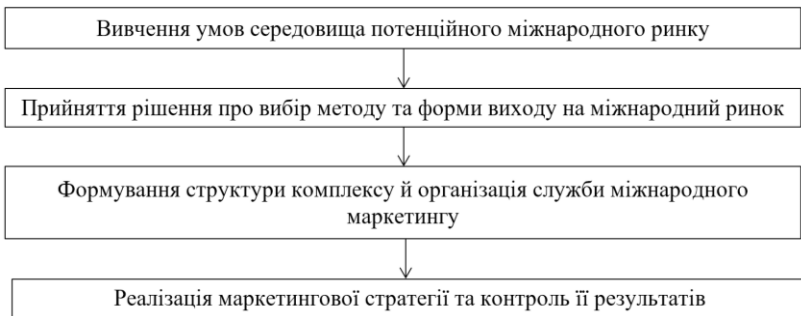 Вивчення умов середовища потенційного міжнародного ринку
Прийняття рішення про вибір методу та форми виходу на міжнародний ринок
Формування структури комплексу й організація служби міжнародного
маркетингу
Реалізація маркетингової стратегії та контроль її результатів